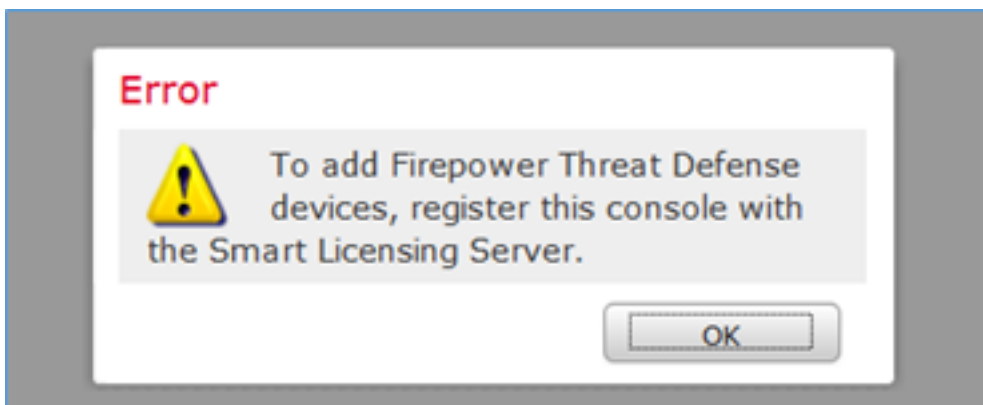 Error
To add Firepower Threat Defense
devices, register this console with
the Smart Licensing Server.
OK